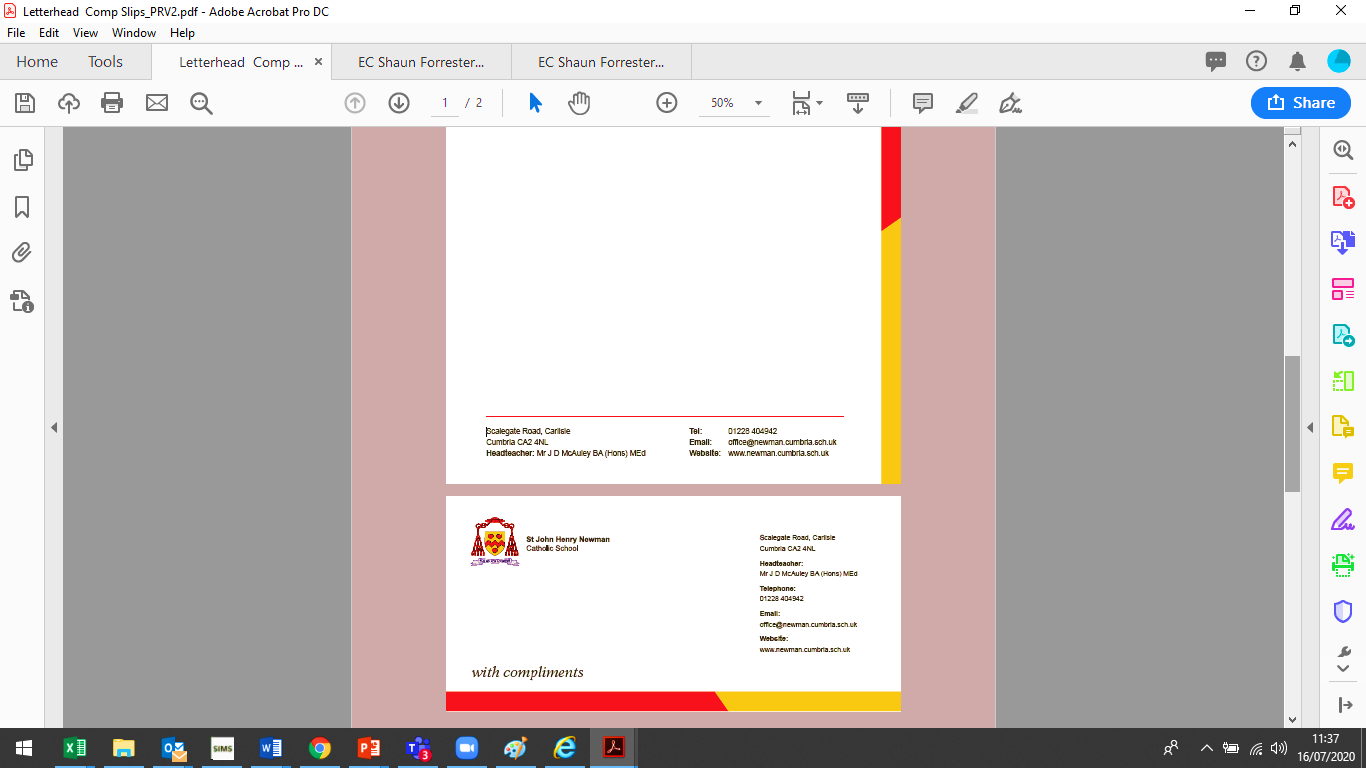 Letterhead  Comp Slips_PRV2.pdf - Adobe Acrobat Pro DC
File Edit View Window Help
Home Tools Letterhead  Comp ... × EC Shaun Forrester... EC Shaun Forrester...
1 / 2 50% Share
Scalegate Road, Carlisle Tel: 01228 404942
Cumbria CA2 4NL Email: office@newman.cumbria.sch.uk
Headteacher: Mr J D McAuley BA (Hons) MEd Website: www.newman.cumbria.sch.uk
St John Henry Newman
Catholic School
Scalegate Road, Carlisle
Cumbria CA2 4NL
Headteacher:
Mr J D McAuley BA (Hons) MEd
Telephone:
01228 404942
Email:
office@newman.cumbria.sch.uk
Website:
www.newman.cumbria.sch.uk
with compliments
SIMS
3
11:37
16/07/2020